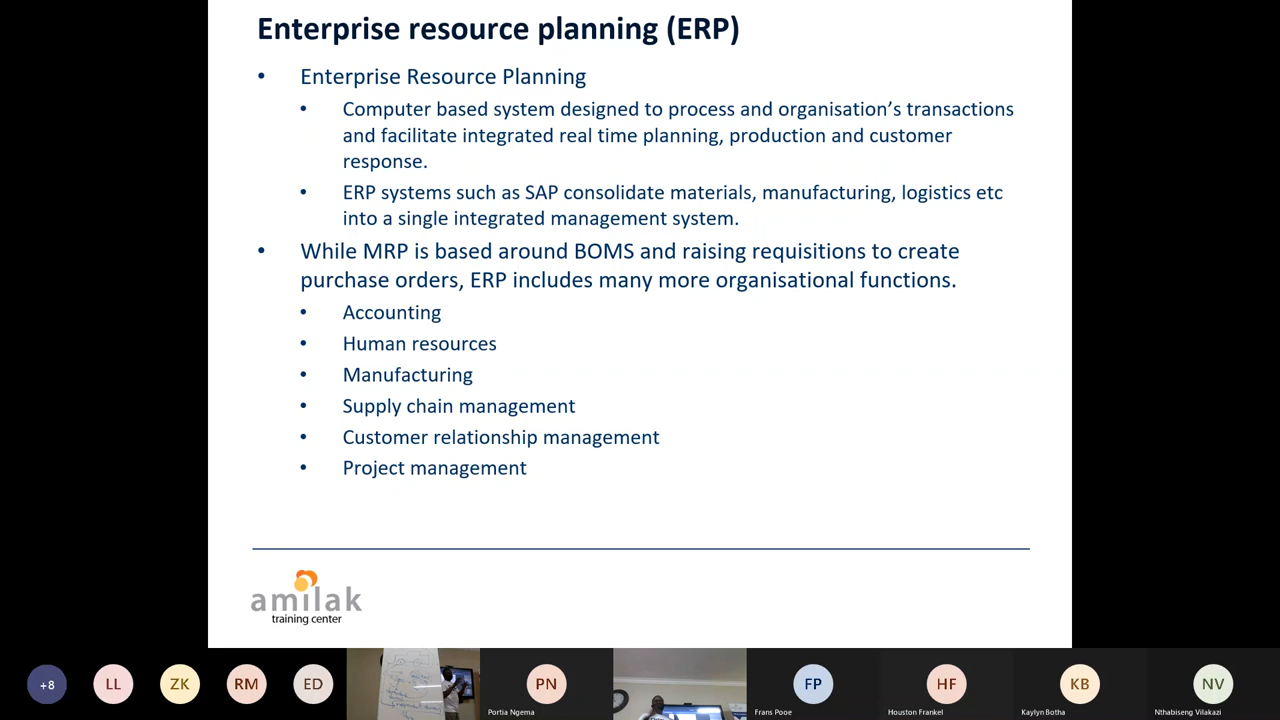 Enterprise resource planning (ERP)
• Enterprise Resource Planning
• Computer based system designed to process and organisation's transactions
and facilitate integrated real time planning, production and customer
response.
• ERP systems such as SAP consolidate materials, manufacturing, logistics etc
into a single integrated management system.
• While MRP is based around BOMS and raising requisitions to create
purchase orders, ERP includes many more organisational functions.
• Accounting
• Human resources
• Manufacturing
• Supply chain management
• Customer relationship management
• Project management
amilak
training center
+8
LL
ZK
RM
ED
PN
FP
HF
KB
NV
Portia Ngema
Frans Pooe
Houston Frankel
Kaylyn Botha
Nthabiseng Vilakazi